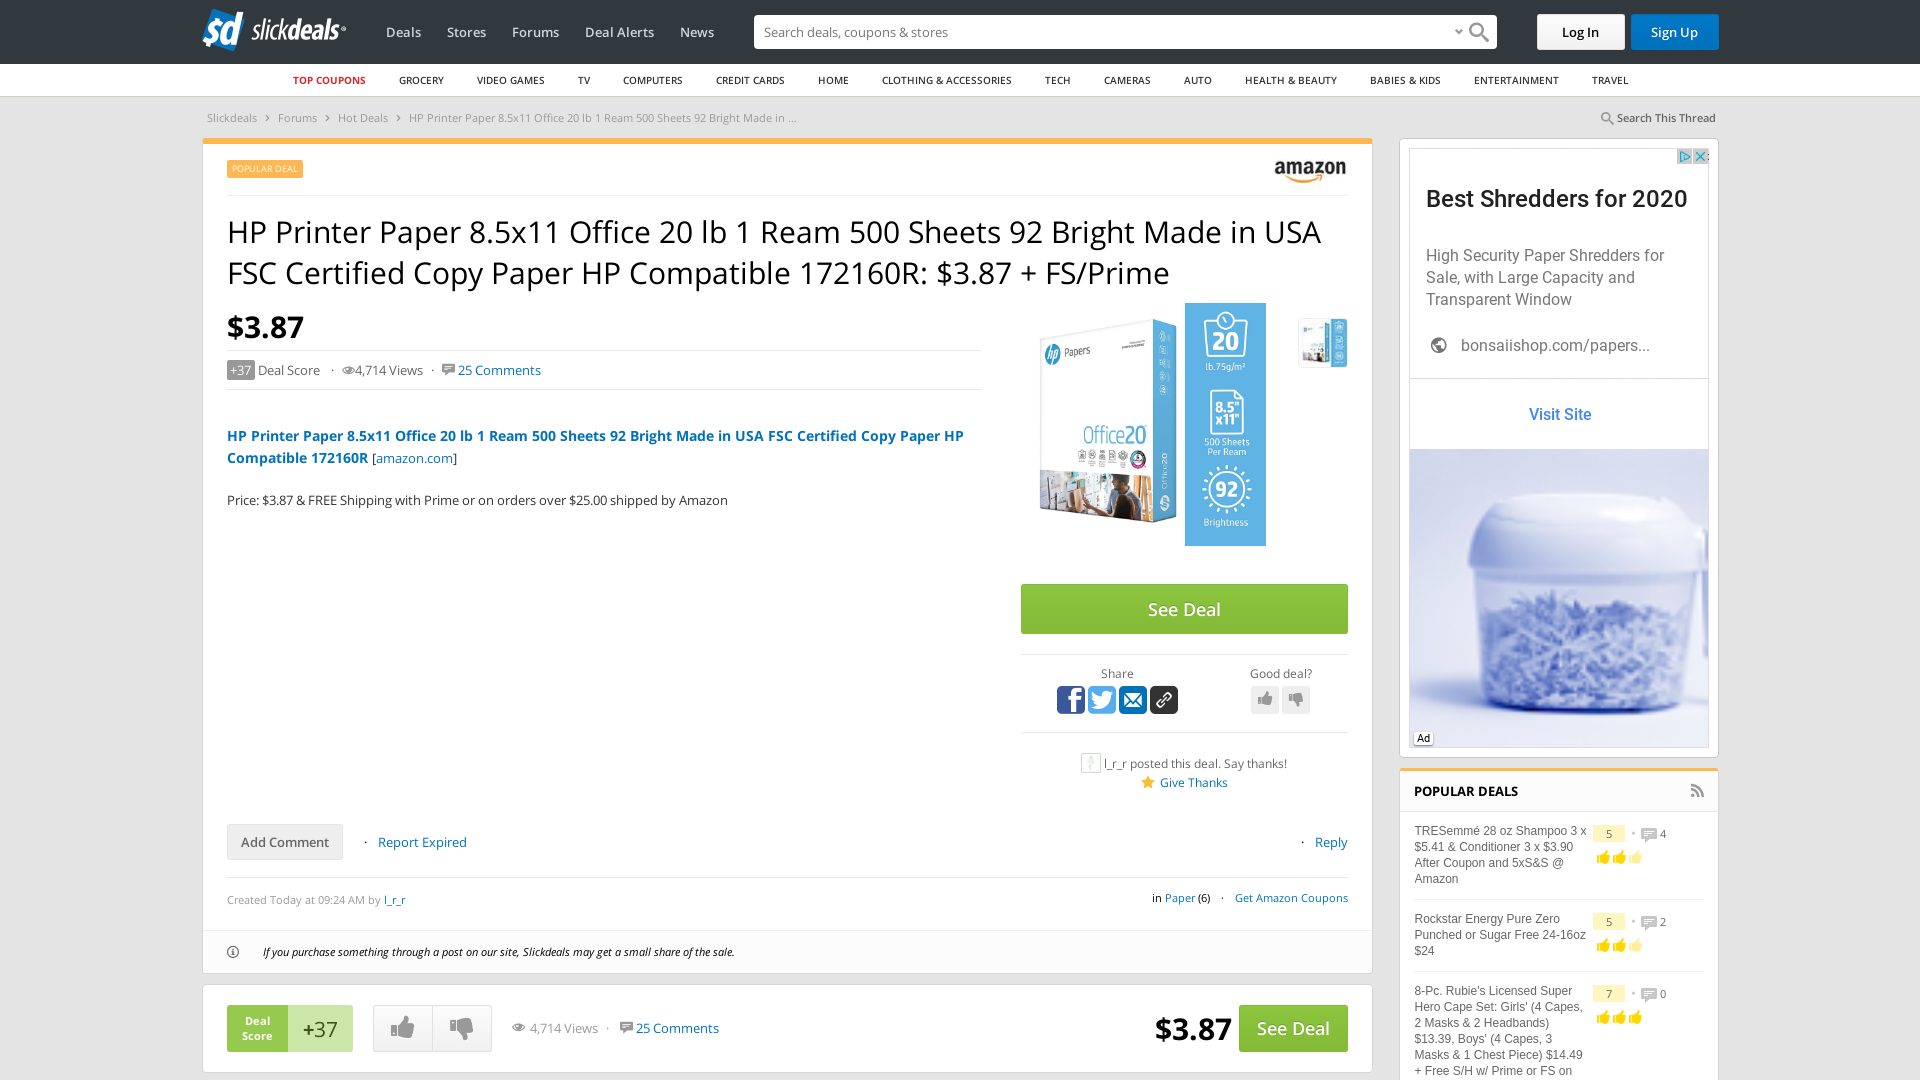 sd slickdeals
Deals
Stores
Forums
Deal Alerts
News
Search deals, coupons & stores
Log In
Sign Up
TOP COUPONS
GROCERY
VIDEO GAMES
TV
COMPUTERS
CREDIT CARDS
HOME
CLOTHING & ACCESSORIES
TECH
CAMERAS
AUTO
HEALTH & BEAUTY
BABIES & KIDS
ENTERTAINMENT
TRAVEL
Slickdeals › Forums › Hot Deals › HP Printer Paper 8.5x11 Office 20 lb 1 Ream 500 Sheets 92 Bright Made in ...
Search This Thread
POPULAR DEAL
amazon
HP Printer Paper 8.5x11 Office 20 lb 1 Ream 500 Sheets 92 Bright Made in USA
FSC Certified Copy Paper HP Compatible 172160R: $3.87 + FS/Prime
$3.87
+37 Deal Score · 4,714 Views · 25 Comments
HP Printer Paper 8.5x11 Office 20 lb 1 Ream 500 Sheets 92 Bright Made in USA FSC Certified Copy Paper HP
Compatible 172160R [amazon.com]
Price: $3.87 & FREE Shipping with Prime or on orders over $25.00 shipped by Amazon
hp Papers
Office20
Office20
20
lb.75g/m²
8.5"
x11"
500 Sheets
Per Ream
92
Brightness
See Deal
Share
Good deal?
l_r_r posted this deal. Say thanks!
Give Thanks
Add Comment
· Report Expired
· Reply
Created Today at 09:24 AM by l_r_r
in Paper (6) · Get Amazon Coupons
If you purchase something through a post on our site, Slickdeals may get a small share of the sale.
Deal
Score
+37
4,714 Views · 25 Comments
$3.87
See Deal
Best Shredders for 2020
High Security Paper Shredders for
Sale, with Large Capacity and
Transparent Window
bonsaiishop.com/papers...
Visit Site
Ad
POPULAR DEALS
TRESemmé 28 oz Shampoo 3 x
$5.41 & Conditioner 3 x $3.90
After Coupon and 5xS&S @
Amazon
5 • 4
Rockstar Energy Pure Zero
Punched or Sugar Free 24-16oz
$24
5 • 2
8-Pc. Rubie's Licensed Super
Hero Cape Set: Girls' (4 Capes,
2 Masks & 2 Headbands)
$13.39, Boys' (4 Capes, 3
Masks & 1 Chest Piece) $14.49
+ Free S/H w/ Prime or FS on
7 • 0